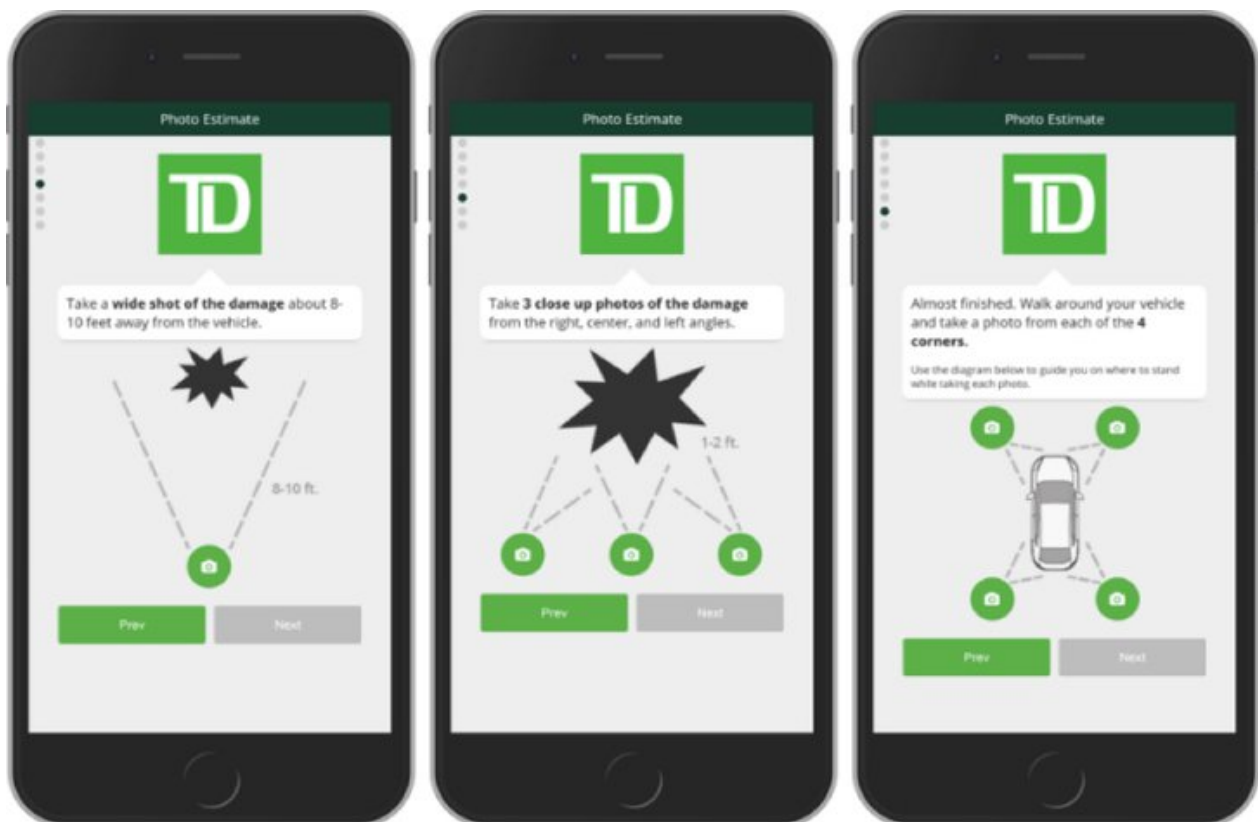 Photo Estimate
TD
Take a wide shot of the damage about 8-
10 feet away from the vehicle.
8-10 ft.
Prev
Next
Photo Estimate
TD
Take 3 close up photos of the damage
from the right, center, and left angles.
1-2 ft.
Prev
Next
Photo Estimate
TD
Almost finished. Walk around your vehicle
and take a photo from each of the 4
corners.
Use the diagram below to guide you on where to stand
while taking each photo.
Prev
Next